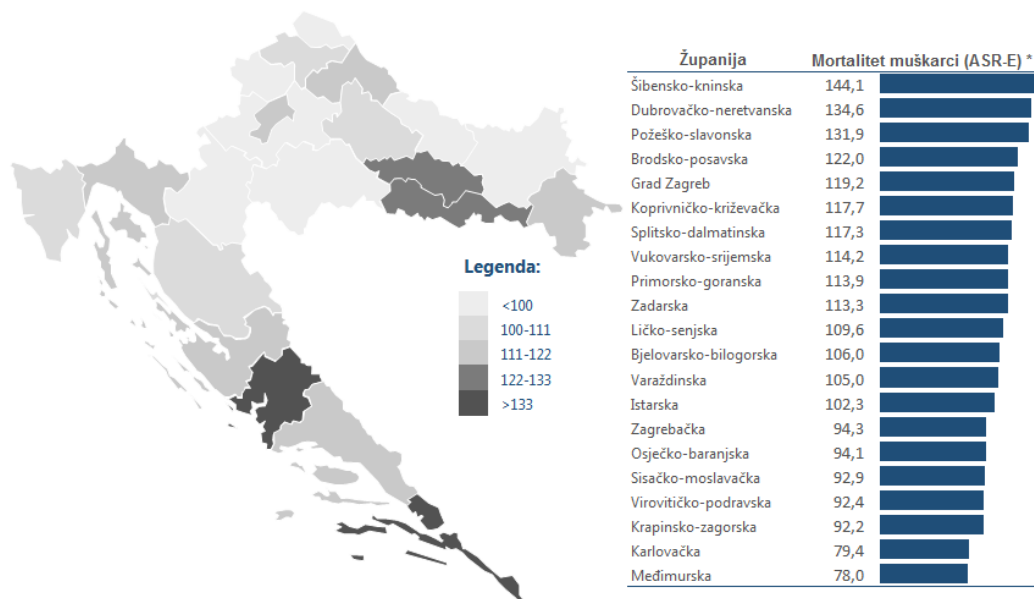 Legenda:
<100
100-111
111-122
122-133
>133
Županija Mortalitet muškarci (ASR-E) *
Šibensko-kninska 144,1
Dubrovačko-neretvanska 134,6
Požeško-slavonska 131,9
Brodsko-posavska 122,0
Grad Zagreb 119,2
Koprivničko-križevačka 117,7
Splitsko-dalmatinska 117,3
Vukovarsko-srijemska 114,2
Primorsko-goranska 113,9
Zadarska 113,3
Ličko-senjska 109,6
Bjelovarsko-bilogorska 106,0
Varaždinska 105,0
Istarska 102,3
Zagrebačka 94,3
Osječko-baranjska 94,1
Sisačko-moslavačka 92,9
Virovitičko-podravska 92,4
Krapinsko-zagorska 92,2
Karlovačka 79,4
Međimurska 78,0